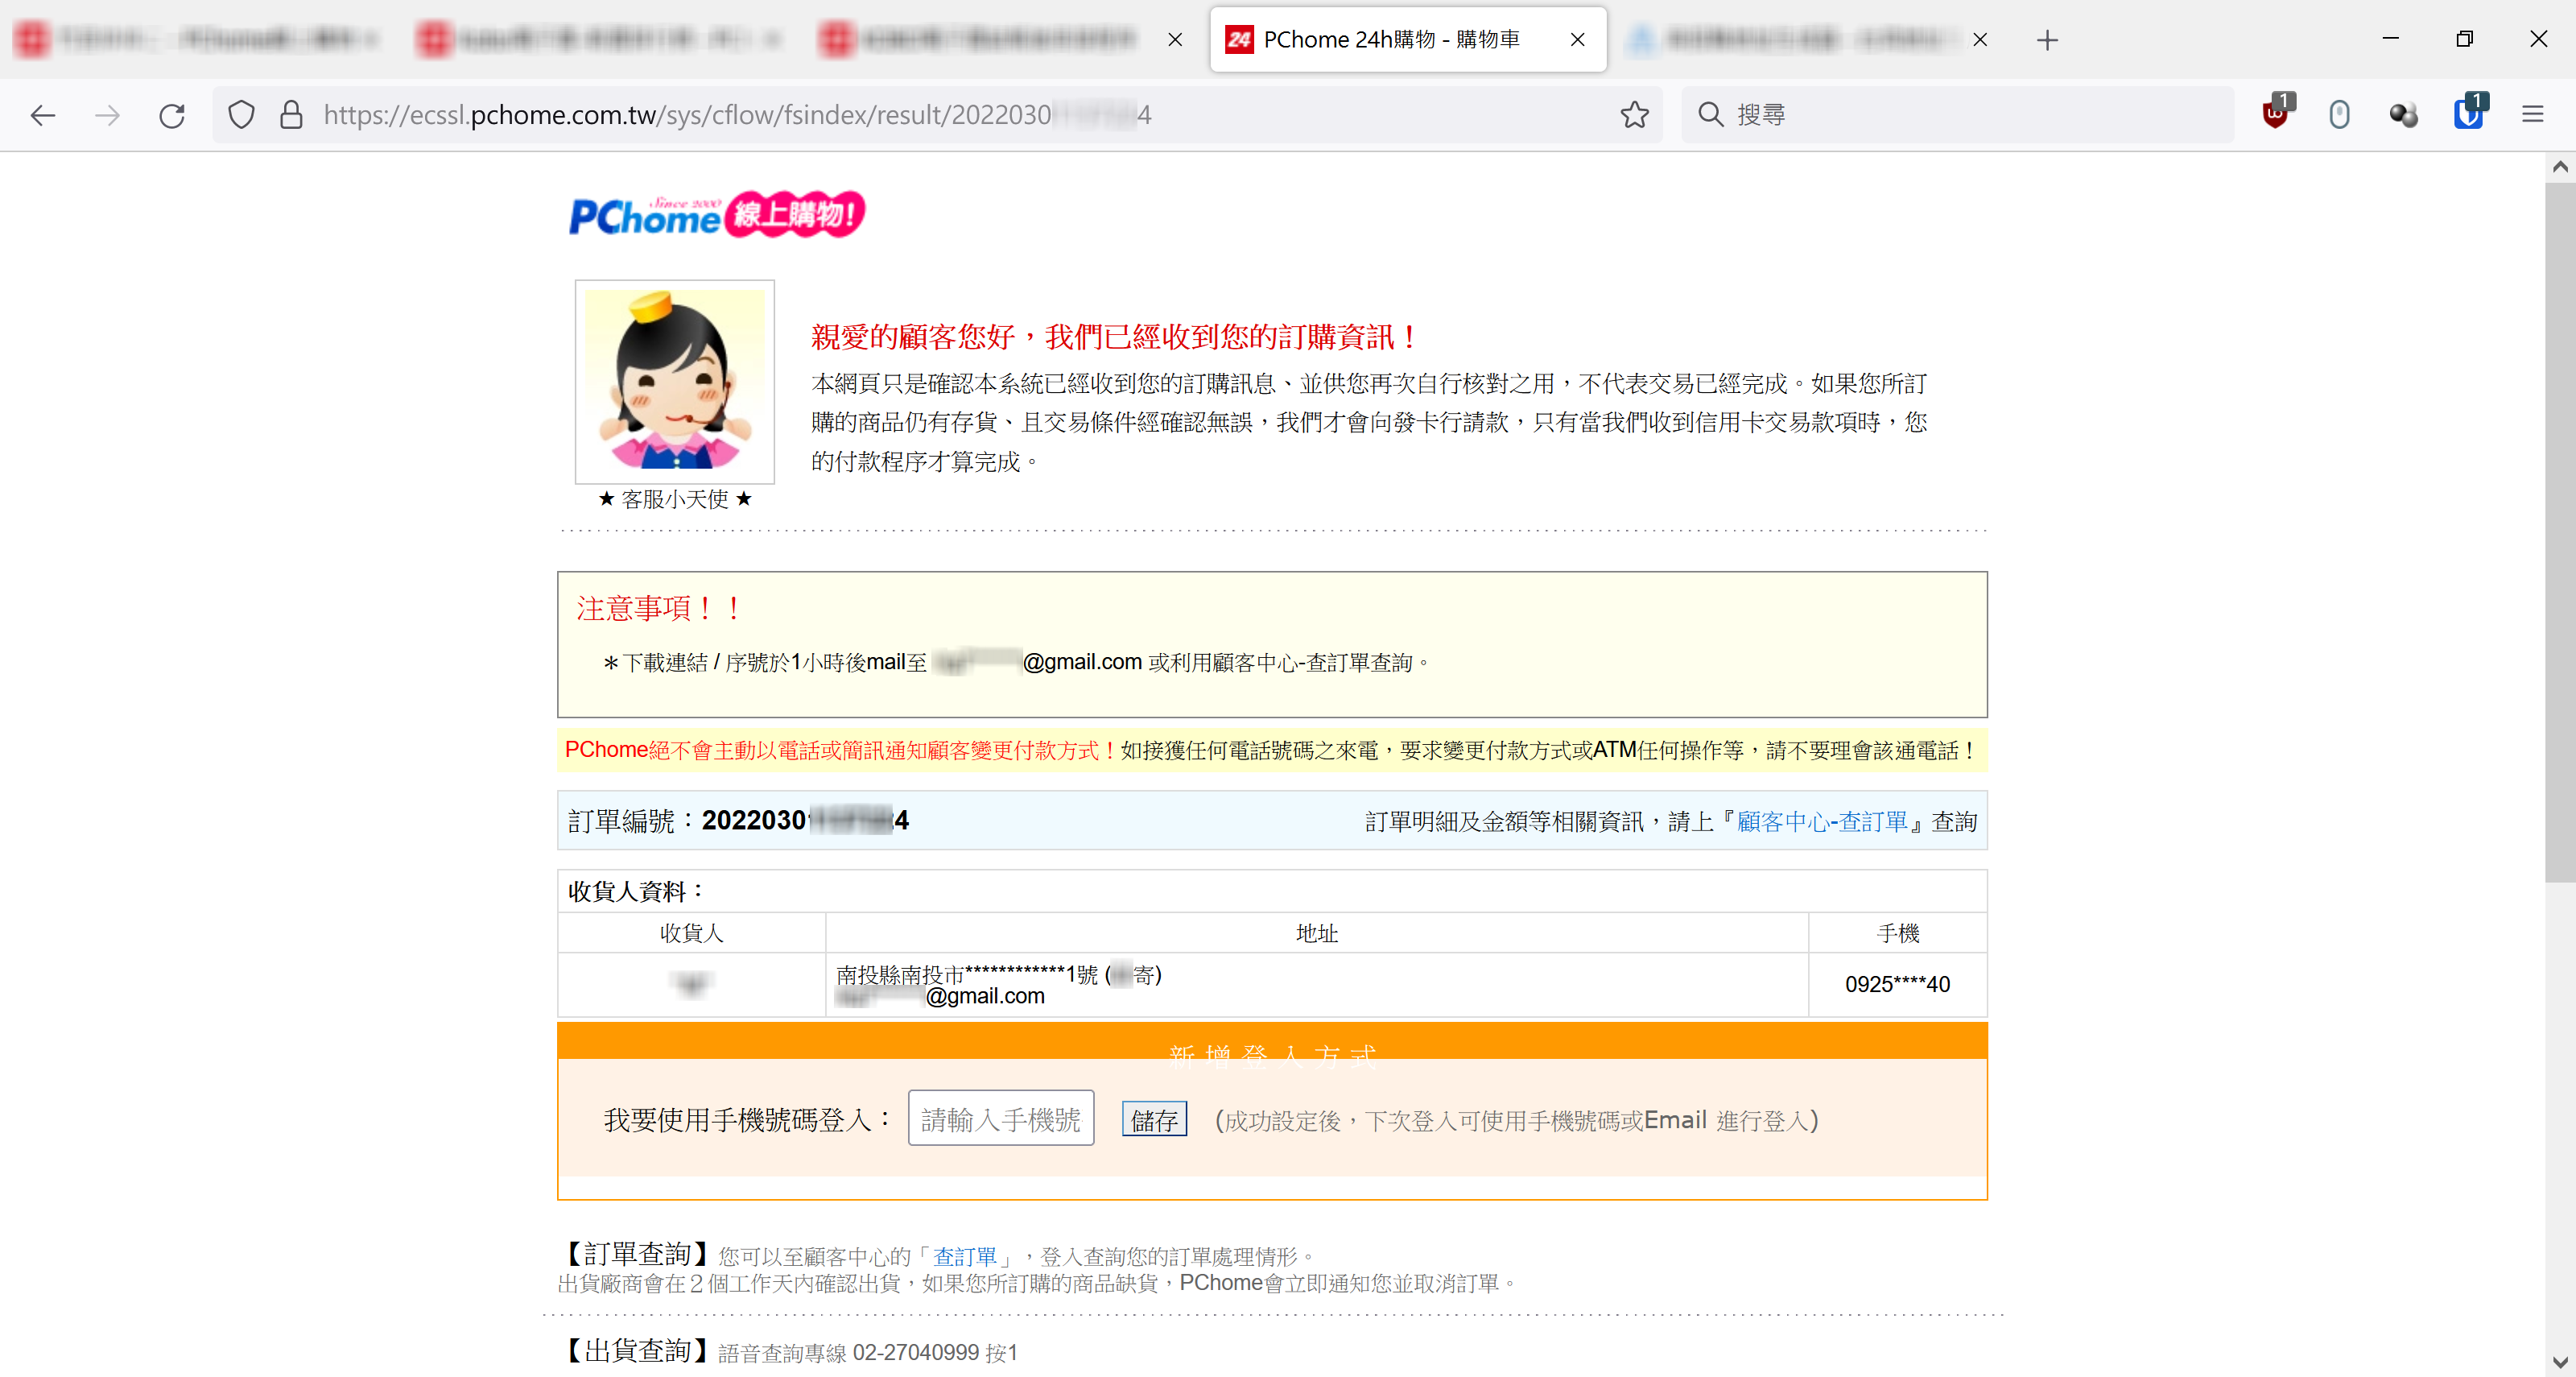 PChome 24h購物 - 購物車
https://ecssl.pchome.com.tw/sys/cflow/fsindex/result/2022030 4
搜尋
1
1
PChome Since 2000 線上購物!
親愛的顧客您好，我們已經收到您的訂購資訊！
本網頁只是確認本系統已經收到您的訂購訊息、並供您再次自行核對之用，不代表交易已經完成。如果您所訂
購的商品仍有存貨、且交易條件經確認無誤，我們才會向發卡行請款，只有當我們收到信用卡交易款項時，您
的付款程序才算完成。
★ 客服小天使 ★
注意事項！！
＊下載連結 / 序號於1小時後mail至 @gmail.com 或利用顧客中心-查訂單查詢。
PChome絕不會主動以電話或簡訊通知顧客變更付款方式！如接獲任何電話號碼之來電，要求變更付款方式或ATM任何操作等，請不要理會該通電話！
訂單編號：2022030 4
訂單明細及金額等相關資訊，請上『顧客中心-查訂單』查詢
收貨人資料：
收貨人 地址 手機
南投縣南投市************1號 ( 寄)
@gmail.com
0925****40
新增登入方式
我要使用手機號碼登入： 請輸入手機號 儲存 (成功設定後，下次登入可使用手機號碼或Email 進行登入)
【訂單查詢】您可以至顧客中心的「查訂單」，登入查詢您的訂單處理情形。
出貨廠商會在２個工作天內確認出貨，如果您所訂購的商品缺貨，PChome會立即通知您並取消訂單。
【出貨查詢】語音查詢專線 02-27040999 按1